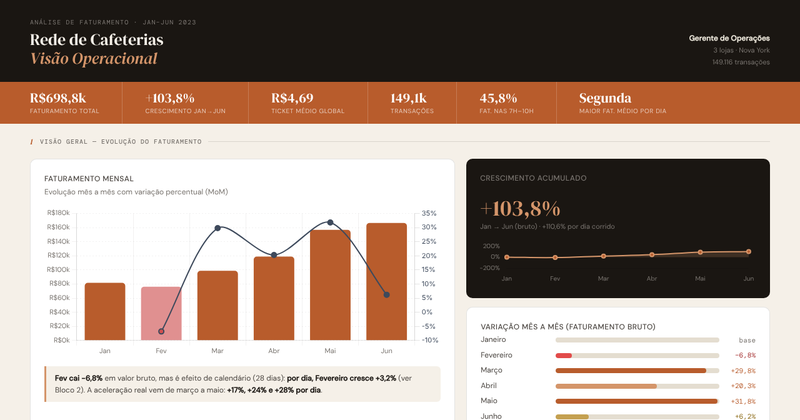 ANÁLISE DE FATURAMENTO · JAN–JUN 2023
Rede de Cafeterias
Visão Operacional
Gerente de Operações
3 lojas · Nova York
149.116 transações
R$698,8k
FATURAMENTO TOTAL
+103,8%
CRESCIMENTO JAN→JUN
R$4,69
TICKET MÉDIO GLOBAL
149,1k
TRANSAÇÕES
45,8%
FAT. NAS 7H–10H
Segunda
MAIOR FAT. MÉDIO POR DIA
/ VISÃO GERAL — EVOLUÇÃO DO FATURAMENTO
FATURAMENTO MENSAL
Evolução mês a mês com variação percentual (MoM)
R$180k
R$160k
R$140k
R$120k
R$100k
R$80k
R$60k
R$40k
R$20k
R$0k
35%
30%
25%
20%
15%
10%
5%
0%
-5%
-10%
Jan Fev Mar Abr Mai Jun
Fev cai −6,8% em valor bruto, mas é efeito de calendário (28 dias): por dia, Fevereiro cresce +3,2% (ver
Bloco 2). A aceleração real vem de março a maio: +17%, +24% e +28% por dia.
CRESCIMENTO ACUMULADO
+103,8%
Jan → Jun (bruto) · +110,6% por dia corrido
200%
0%
-200%
Jan Fev Mar Abr Mai Jun
VARIAÇÃO MÊS A MÊS (FATURAMENTO BRUTO)
Janeiro base
Fevereiro −6,8%
Março +29,8%
Abril +20,3%
Maio +31,8%
Junho +6,2%